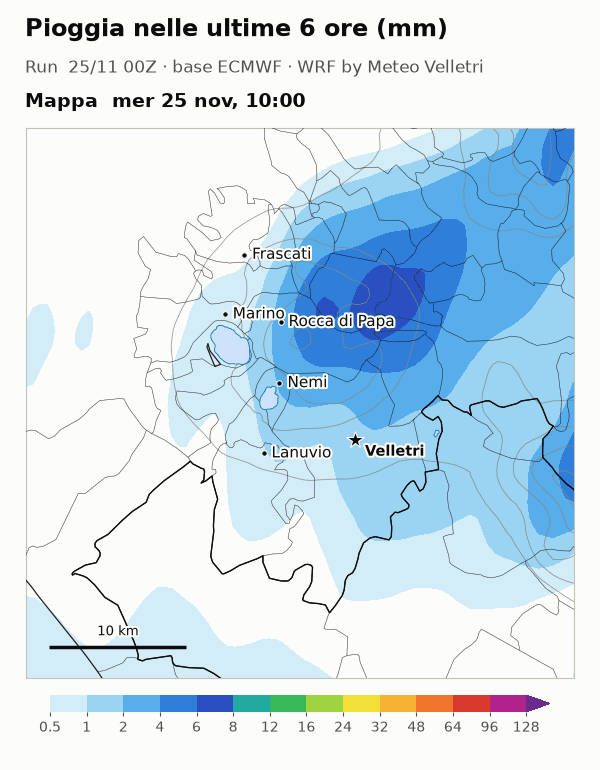 Pioggia nelle ultime 6 ore (mm)
Run  25/11 00Z · base ECMWF · WRF by Meteo Velletri
Mappa  mer 25 nov, 10:00
Frascati
Marino
Rocca di Papa
Nemi
Velletri
Lanuvio
10 km
0.5 1 2 4 6 8 12 16 24 32 48 64 96 128